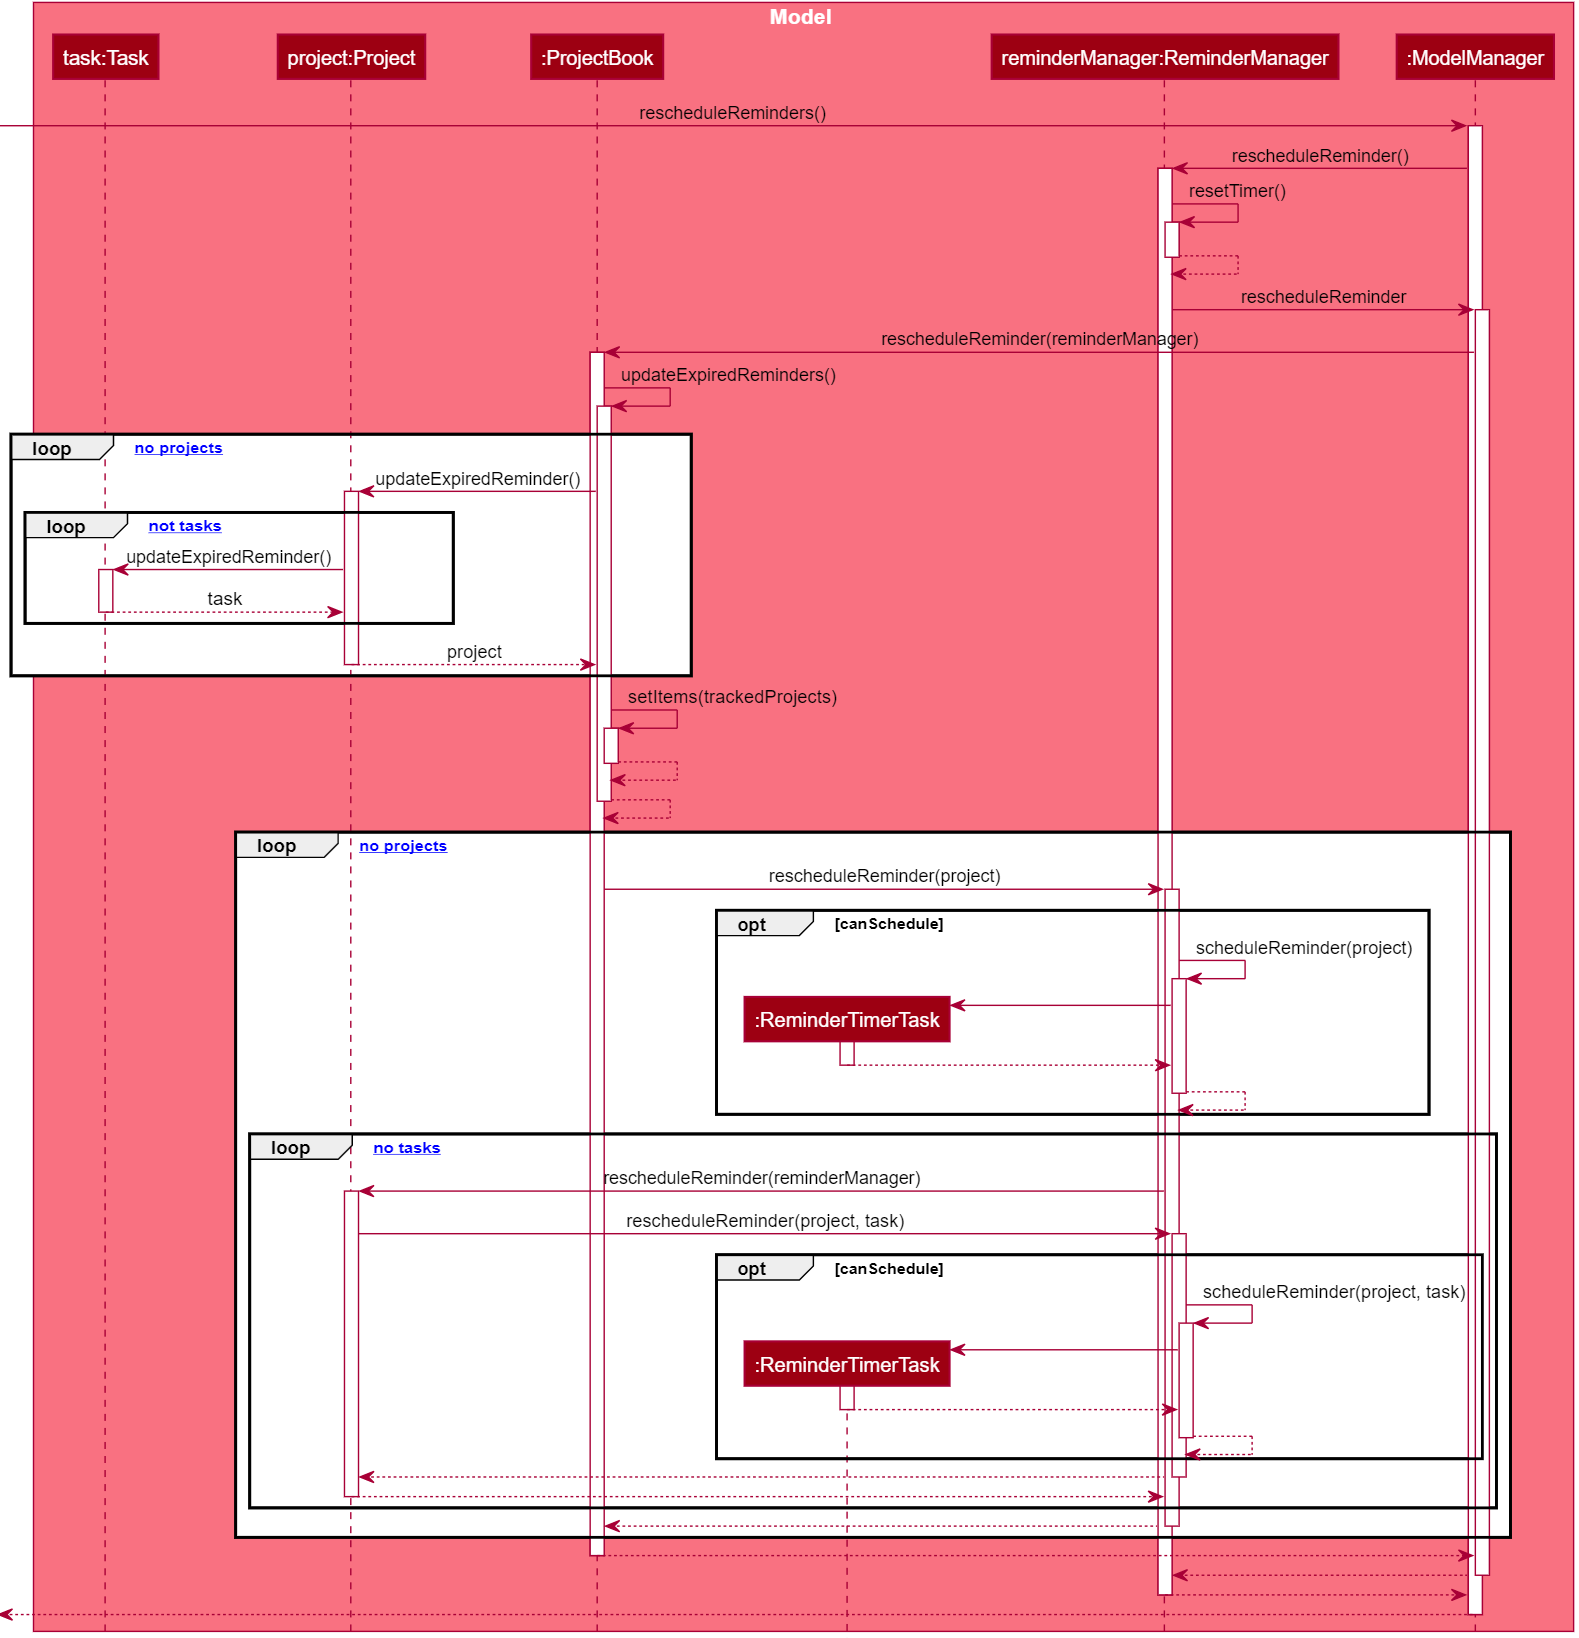 Model
task:Task
project:Project
:ProjectBook
reminderManager:ReminderManager
:ModelManager
rescheduleReminders()
rescheduleReminder()
resetTimer()
rescheduleReminder
rescheduleReminder(reminderManager)
updateExpiredReminders()
loop
no projects
updateExpiredReminder()
loop
not tasks
updateExpiredReminder()
task
project
setItems(trackedProjects)
loop
no projects
rescheduleReminder(project)
opt
[canSchedule]
scheduleReminder(project)
:ReminderTimerTask
loop
no tasks
rescheduleReminder(reminderManager)
rescheduleReminder(project, task)
opt
[canSchedule]
scheduleReminder(project, task)
:ReminderTimerTask